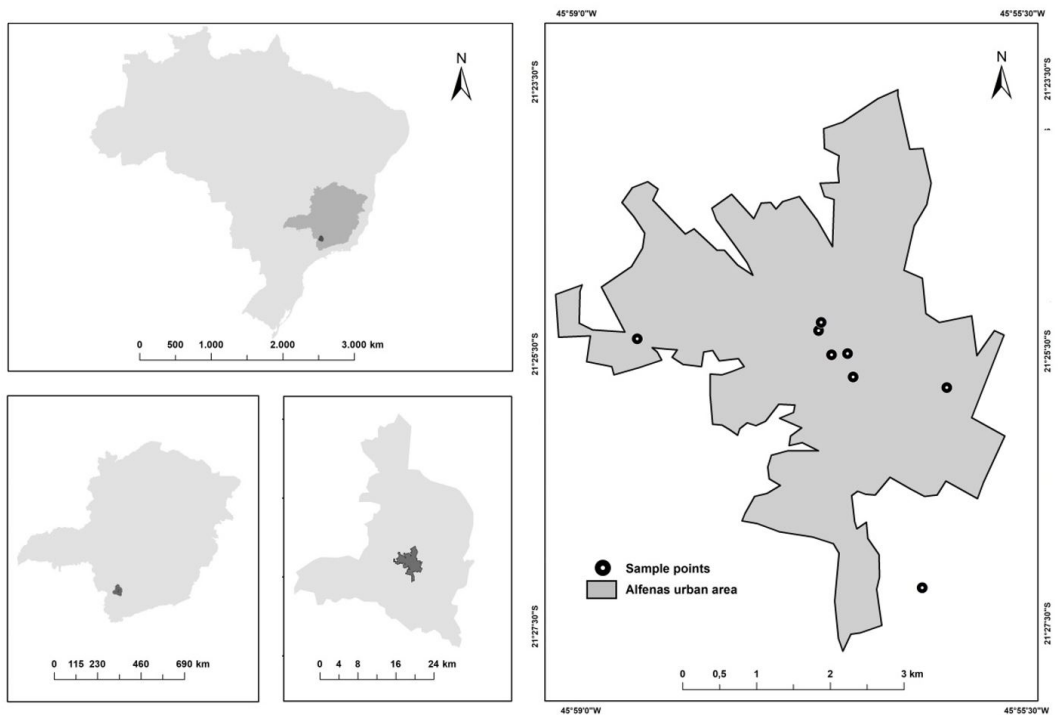 N
0 500 1.000 2.000 3.000 km
0 115 230 460 690 km
0 4 8 16 24 km
45°59'0"W 45°55'30"W
N
21°23'30"S 21°23'30"S
21°25'30"S 21°25'30"S
21°27'30"S 21°27'30"S
Sample points
Alfenas urban area
0 0,5 1 2 3 km
45°59'0"W 45°55'30"W